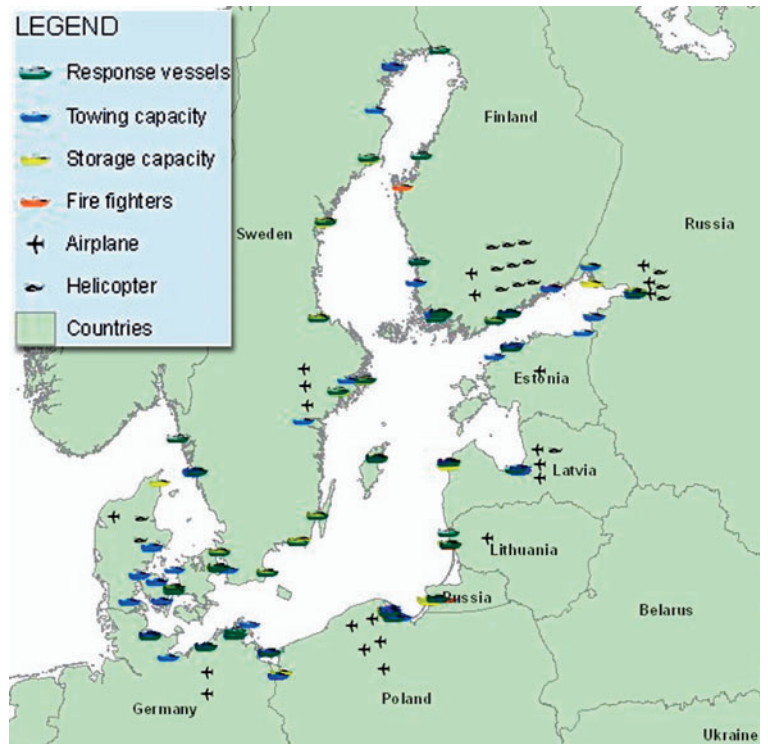 LEGEND
Response vessels
Towing capacity
Storage capacity
Fire fighters
Airplane
Helicopter
Countries
Finland
Sweden
Russia
Estonia
Latvia
Lithuania
Russia
Belarus
Poland
Germany
Ukraine